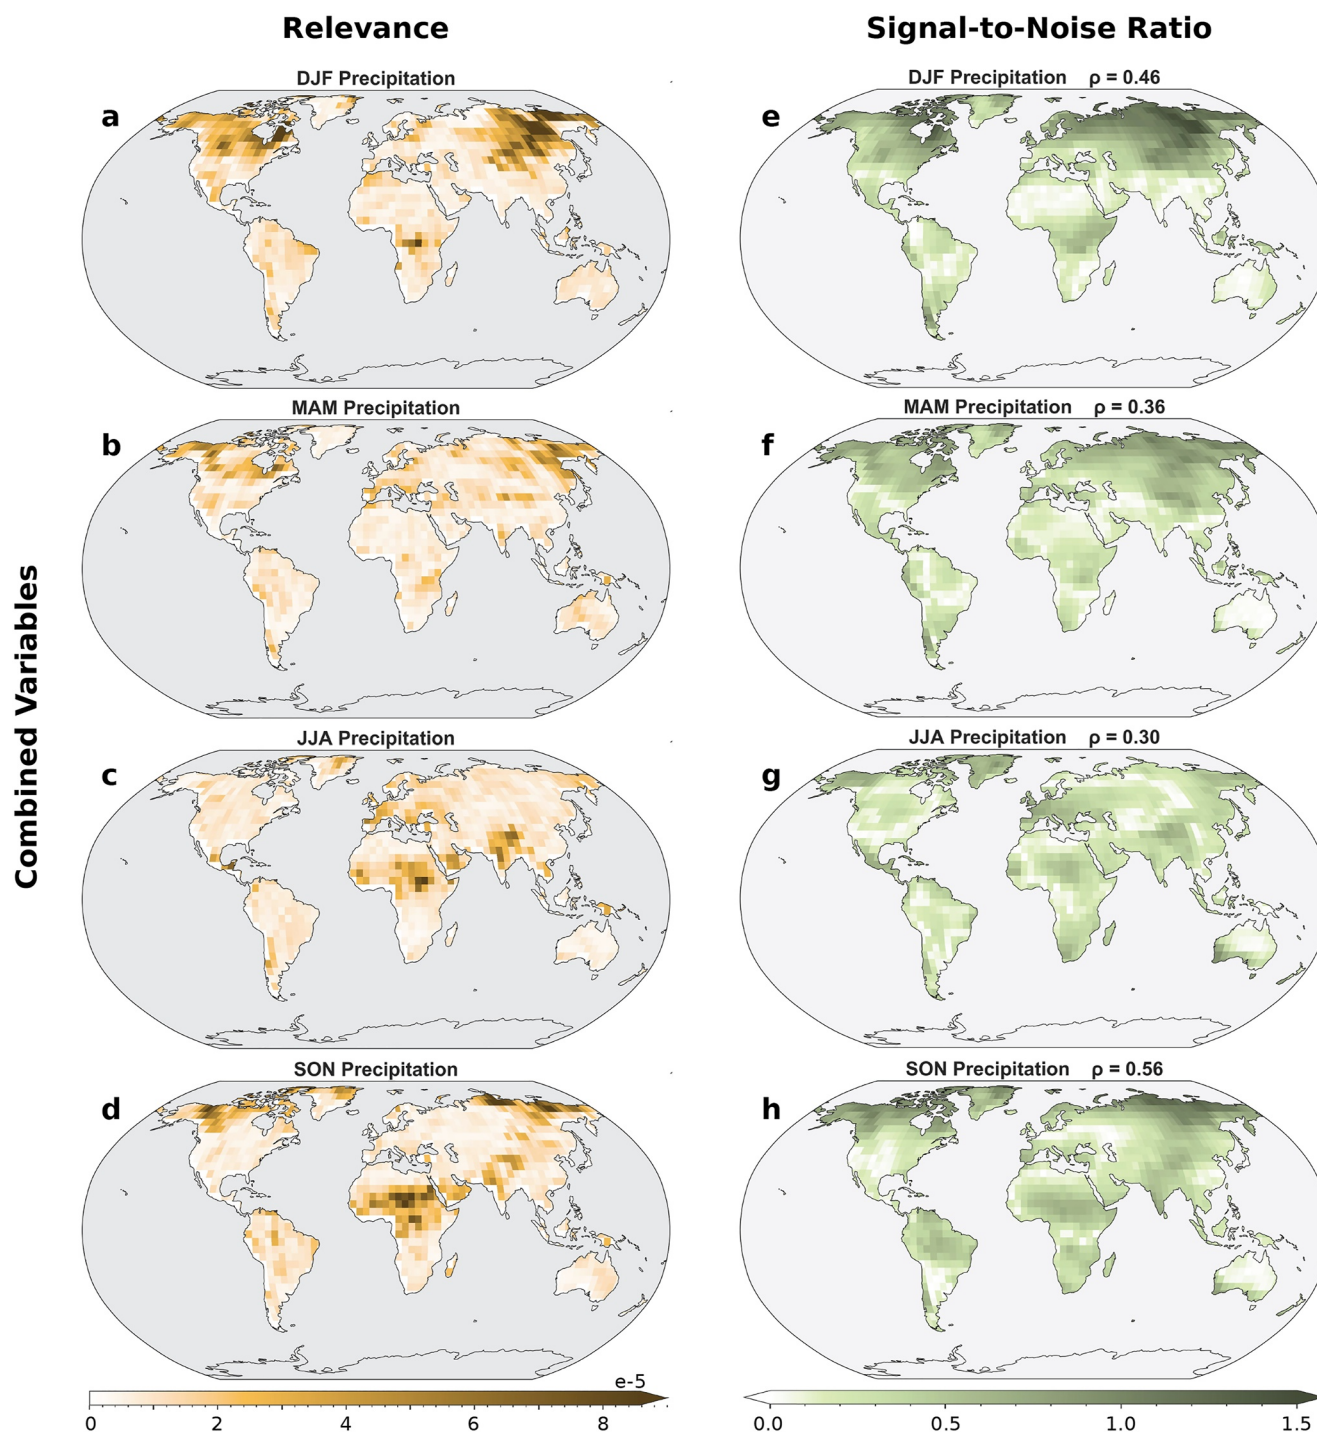 Relevance
Signal-to-Noise Ratio
DJF Precipitation
DJF Precipitation ρ = 0.46
a
e
MAM Precipitation
MAM Precipitation ρ = 0.36
b
f
Combined Variables
JJA Precipitation
JJA Precipitation ρ = 0.30
c
g
SON Precipitation
SON Precipitation ρ = 0.56
d
h
e-5
0 2 4 6 8
0.0 0.5 1.0 1.5